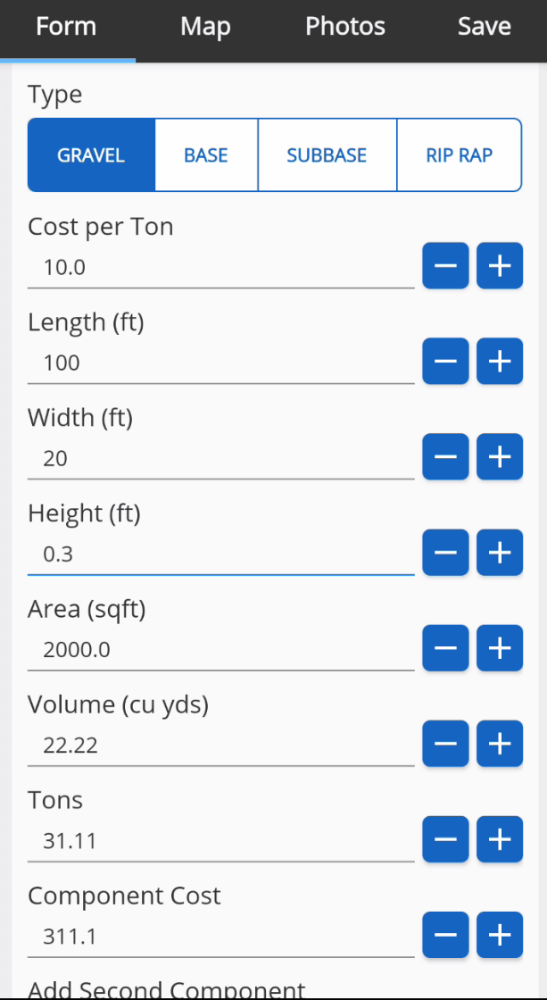 Form Map Photos Save
Type
GRAVEL BASE SUBBASE RIP RAP
Cost per Ton
10.0
Length (ft)
100
Width (ft)
20
Height (ft)
0.3
Area (sqft)
2000.0
Volume (cu yds)
22.22
Tons
31.11
Component Cost
311.1
Add Second Component